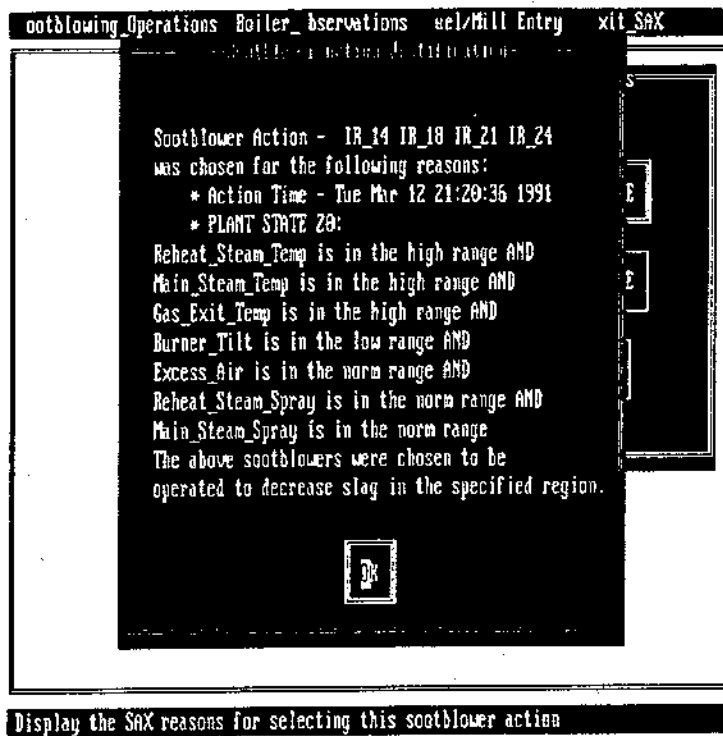 ootblowing_Operations Boiler_ bservations uel/Mill Entry xit_SAX
Sootblower Action - IR_14 IR_18 IR_21 IR_24
was chosen for the following reasons:
* Action Time - Tue Mar 12 21:20:36 1991
* PLANT STATE 20:
Reheat_Steam_Temp is in the high range AND
Main_Steam_Temp is in the high range AND
Gas_Exit_Temp is in the high range AND
Burner_Tilt is in the low range AND
Excess_Air is in the norm range AND
Reheat_Steam_Spray is in the norm range AND
Main_Steam_Spray is in the norm range
The above sootblowers were chosen to be
operated to decrease slag in the specified region.
OK
S
E
E
Display the SAX reasons for selecting this sootblower action